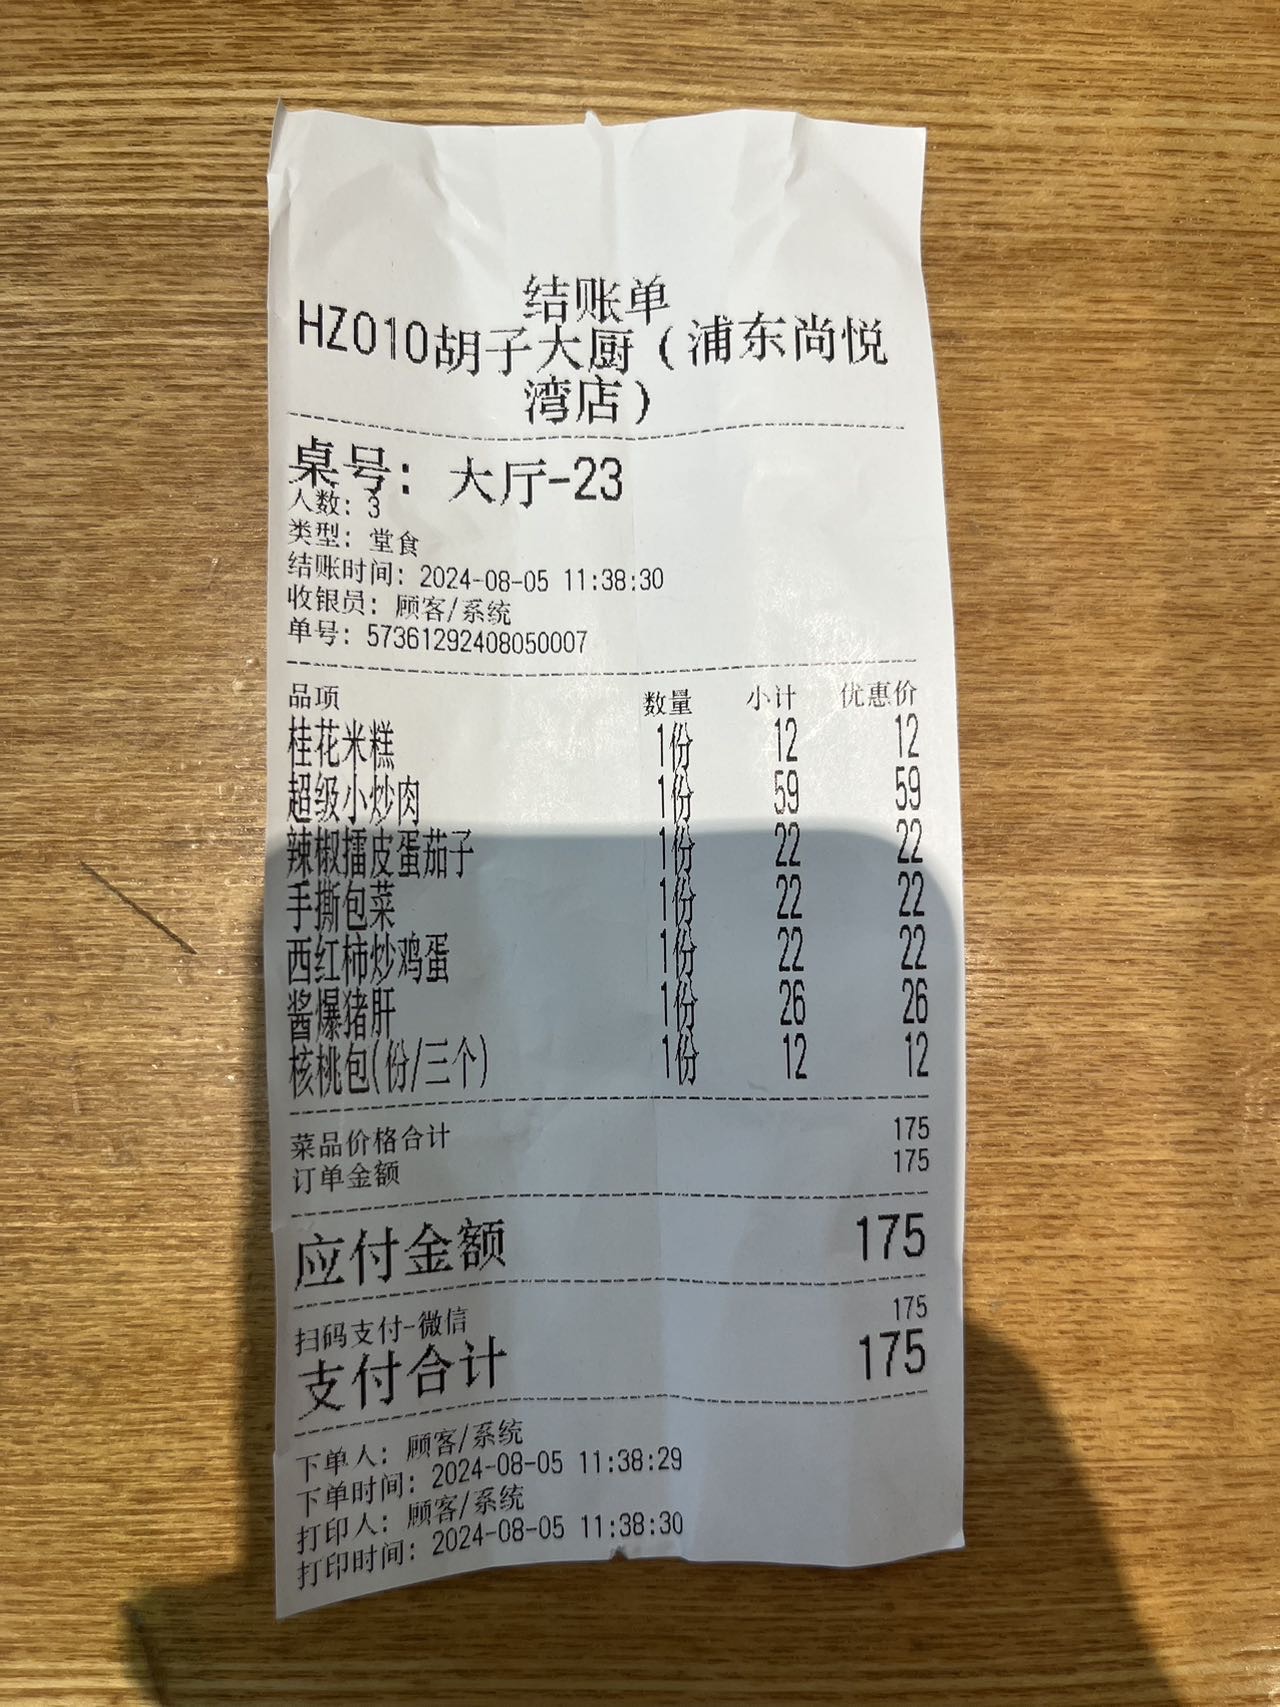 结账单
HZ010胡子大厨（浦东尚悦
湾店）
桌号: 大厅-23
人数: 3
类型: 堂食
结账时间: 2024-08-05 11:38:30
收银员: 顾客/系统
单号: 57361292408050007
品项 数量 小计 优惠价
桂花米糕 1份 12 12
超级小炒肉 1份 59 59
辣椒擂皮蛋茄子 1份 22 22
手撕包菜 1份 22 22
西红柿炒鸡蛋 1份 22 22
酱爆猪肝 1份 26 26
核桃包(份/三个) 1份 12 12
菜品价格合计 175
订单金额 175
应付金额 175
扫码支付-微信 175
支付合计 175
下单人: 顾客/系统
下单时间: 2024-08-05 11:38:29
打印人: 顾客/系统
打印时间: 2024-08-05 11:38:30